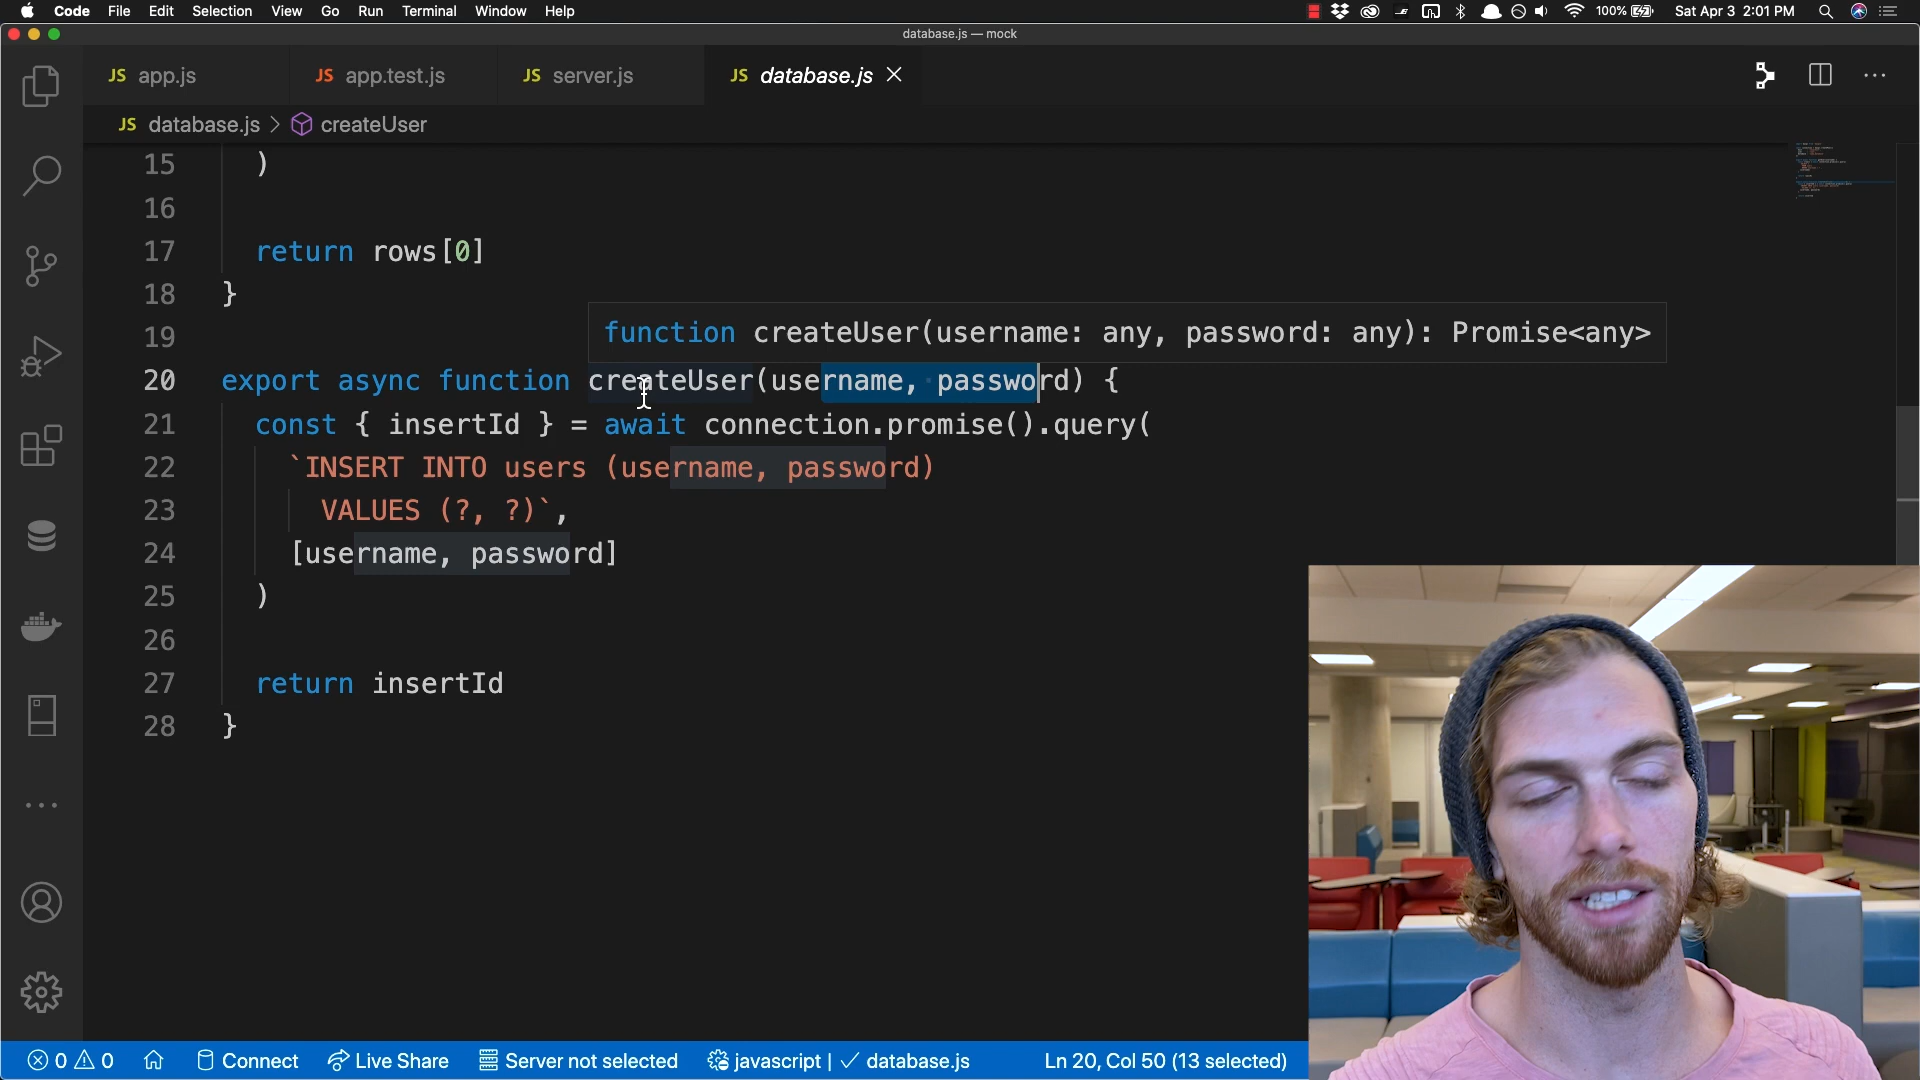 Code File Edit Selection View Go Run Terminal Window Help 100% Sat Apr 3 2:01 PM
database.js — mock
JS app.js JS app.test.js JS server.js JS database.js
JS database.js > createUser
15 )
16
17 return rows[0]
18 }
function createUser(username: any, password: any): Promise<any>
19
20 export async function createUser(username, password) {
21 const { insertId } = await connection.promise().query(
22 `INSERT INTO users (username, password)
23 VALUES (?, ?)`,
24 [username, password]
25 )
26
27 return insertId
28 }
0 0 Connect Live Share Server not selected javascript | database.js Ln 20, Col 50 (13 selected)